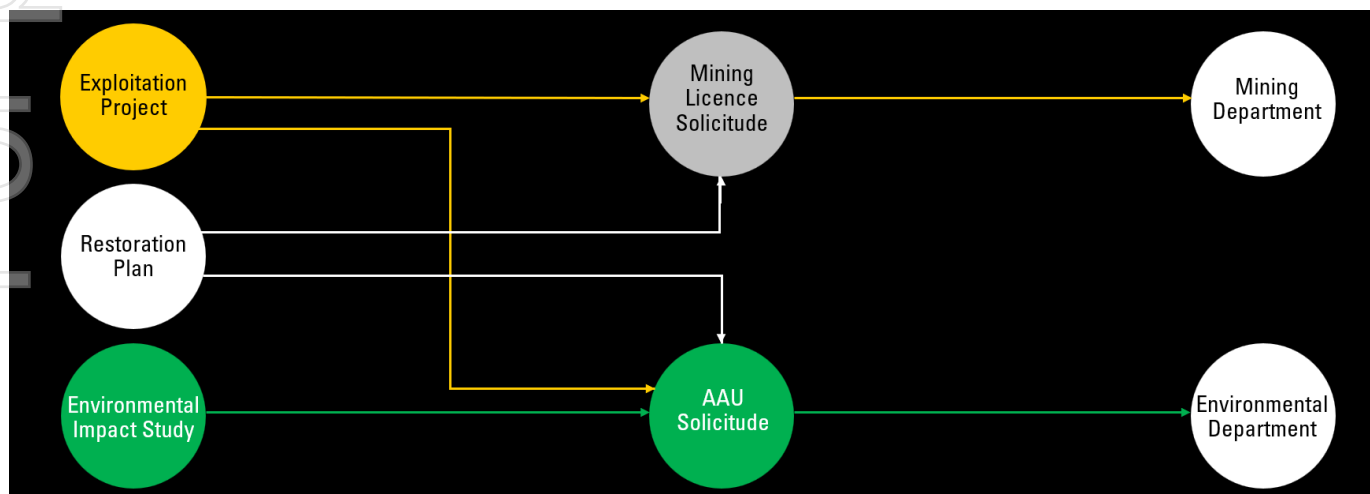 Exploitation
Project
Mining
Licence
Solicitude
Mining
Department
Restoration
Plan
Environmental
Impact Study
AAU
Solicitude
Environmental
Department